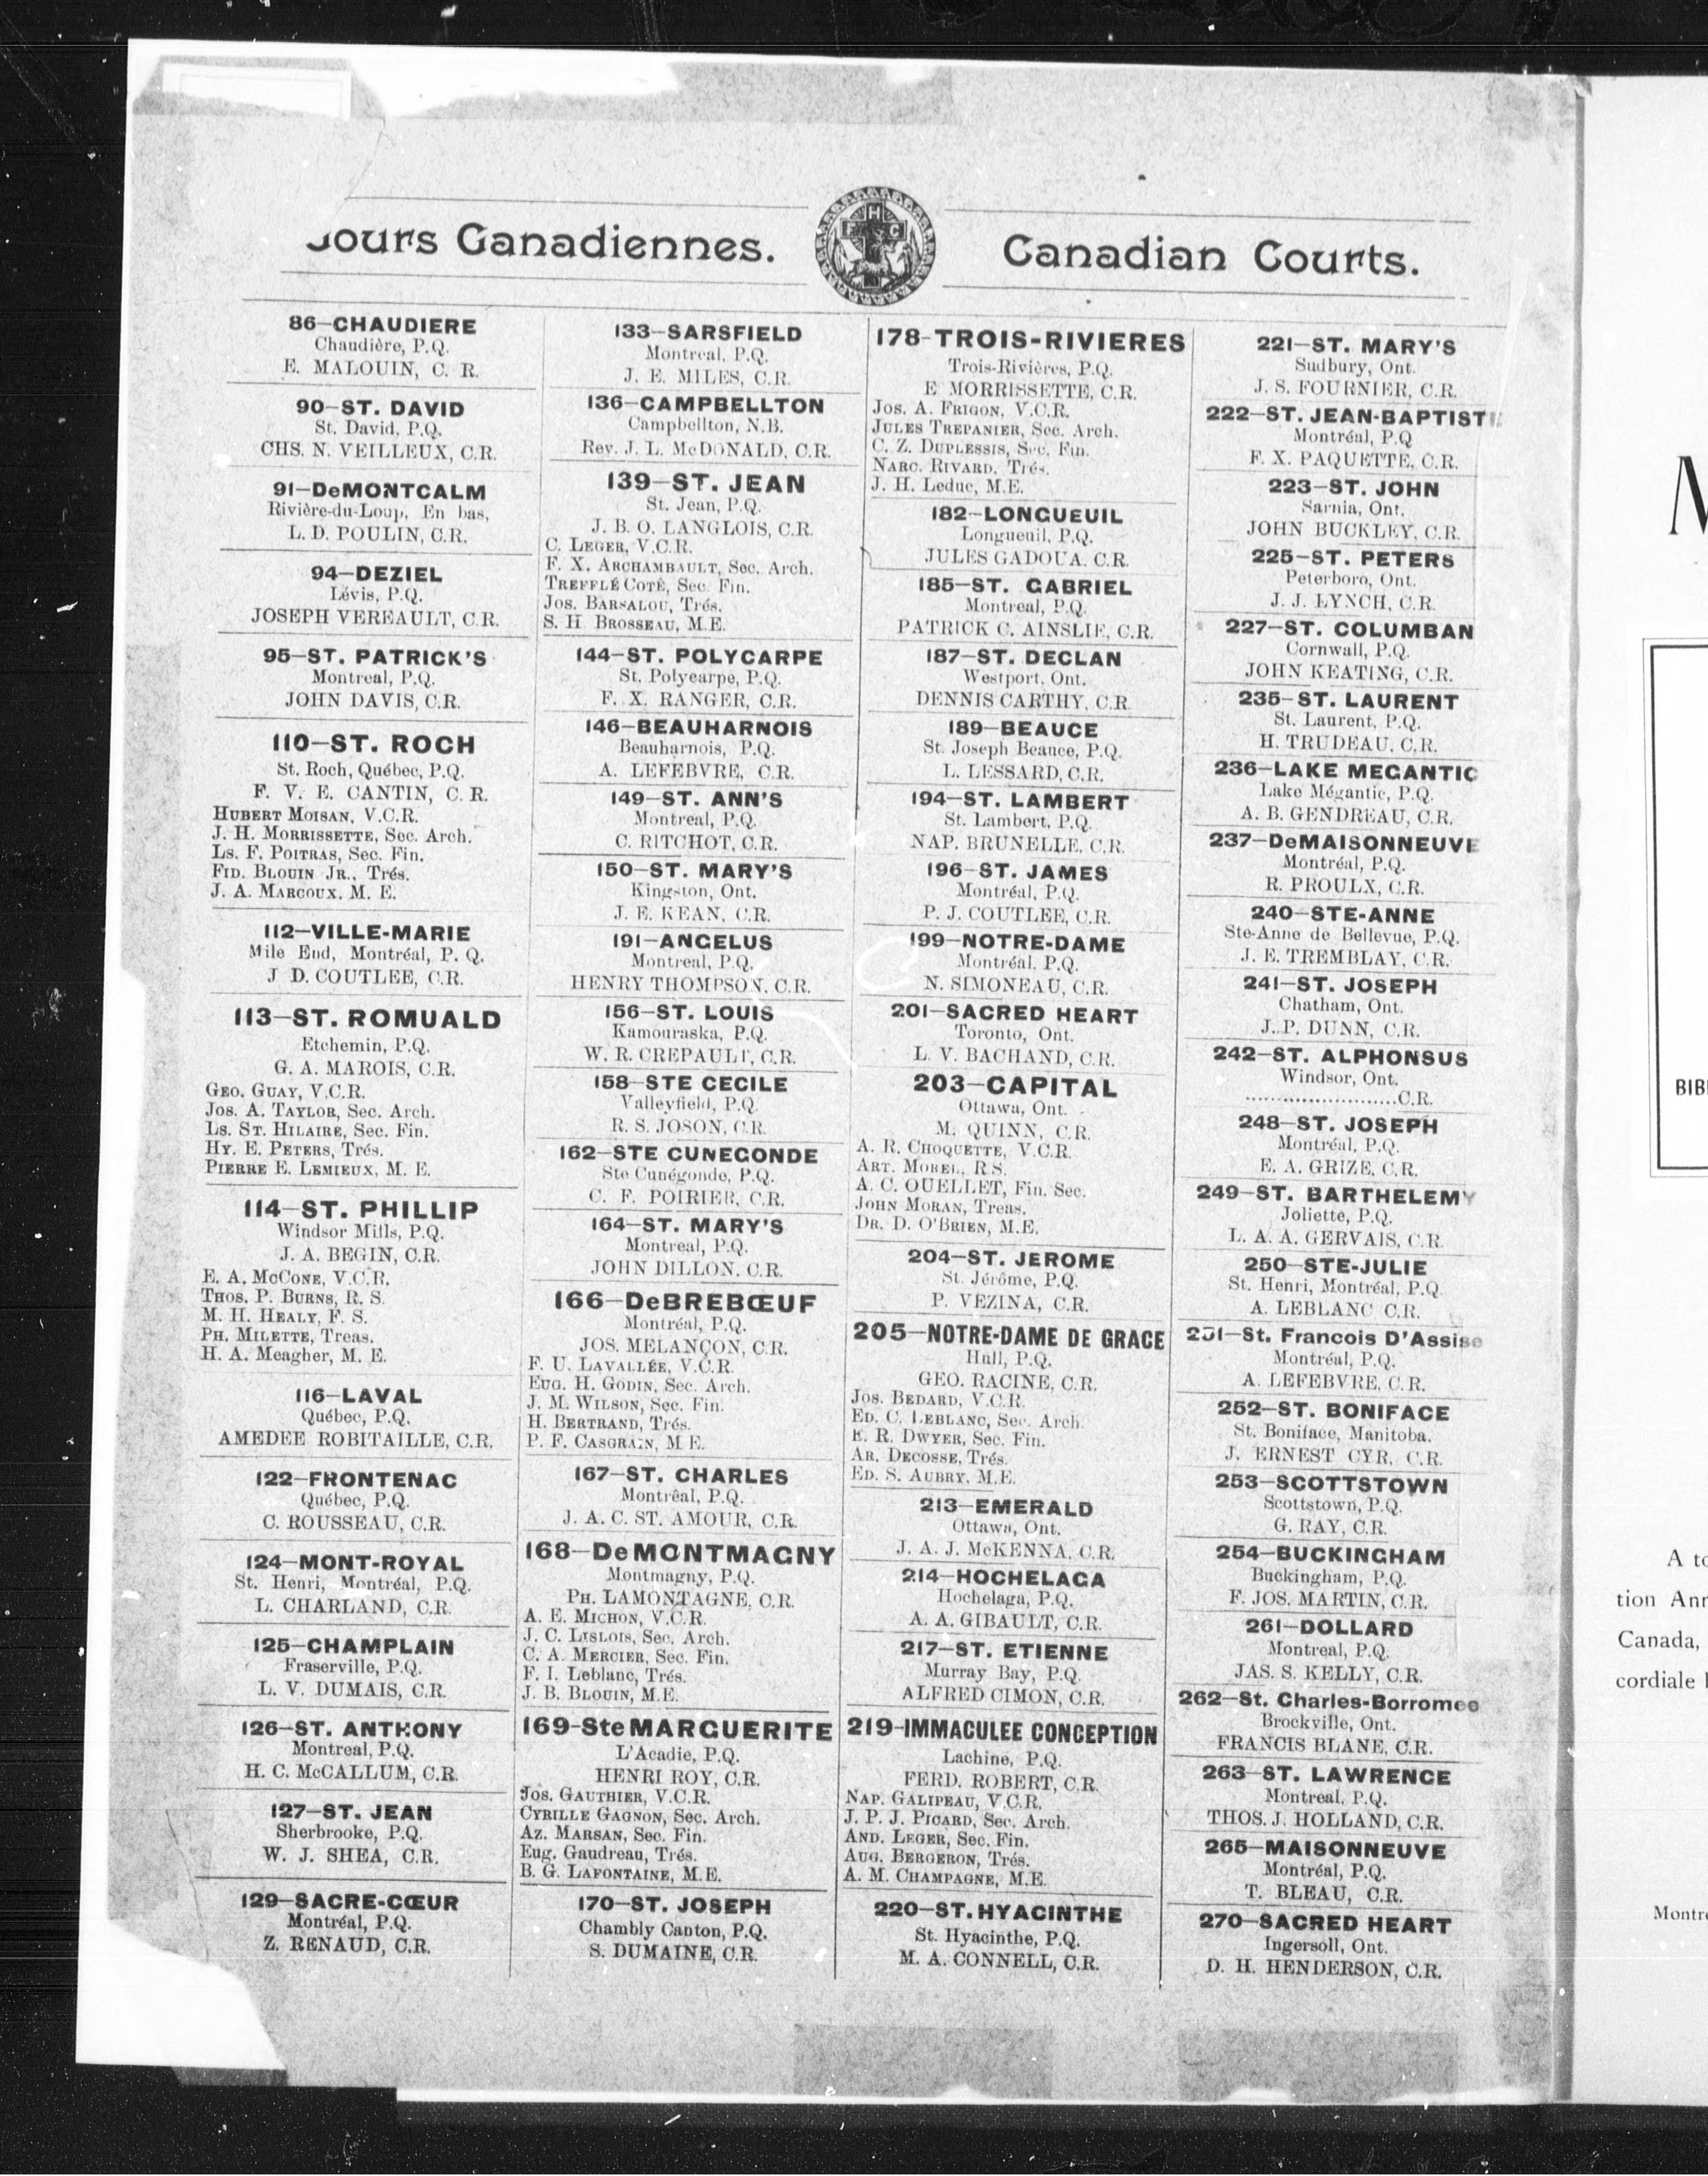 Cours Canadiennes.
H
F C
Canadian Courts.
86—CHAUDIERE
Chaudière, P.Q.
E. MALOUIN, C. R.
90—ST. DAVID
St. David, P.Q.
CHS. N. VEILLEUX, C.R.
91—DeMONTCALM
Rivière-du-Loup, En bas,
L. D. POULIN, C.R.
94—DEZIEL
Lévis, P.Q.
JOSEPH VEREAULT, C.R.
95—ST. PATRICK'S
Montreal, P.Q.
JOHN DAVIS, C.R.
110—ST. ROCH
St. Roch, Québec, P.Q.
F. V. E. CANTIN, C. R.
HUBERT MOISAN, V.C.R.
J. H. MORRISSETTE, Sec. Arch.
LS. F. POITRAS, Sec. Fin.
FID. BLOUIN JR., Trés.
J. A. MARCOUX, M. E.
112—VILLE-MARIE
Mile End, Montréal, P. Q.
J D. COUTLEE, C.R.
113—ST. ROMUALD
Etchemin, P.Q.
G. A. MAROIS, C.R.
GEO. GUAY, V.C.R.
JOS. A. TAYLOR, Sec. Arch.
LS. ST. HILAIRE, Sec. Fin.
HY. E. PETERS, Trés.
PIERRE E. LEMIEUX, M. E.
114—ST. PHILLIP
Windsor Mills, P.Q.
J. A. BEGIN, C.R.
E. A. McCONE, V.C.R.
THOS. P. BURNS, R. S.
M. H. HEALY, F. S.
PH. MILETTE, Treas.
H. A. Meagher, M. E.
116—LAVAL
Québec, P.Q.
AMEDEE ROBITAILLE, C.R.
122—FRONTENAC
Québec, P.Q.
C. ROUSSEAU, C.R.
124—MONT-ROYAL
St. Henri, Montréal, P.Q.
L. CHARLAND, C.R.
125—CHAMPLAIN
Fraserville, P.Q.
L. V. DUMAIS, C.R.
126—ST. ANTHONY
Montreal, P.Q.
H. C. McCALLUM, C.R.
127—ST. JEAN
Sherbrooke, P.Q.
W. J. SHEA, C.R.
129—SACRE-CŒUR
Montréal, P.Q.
Z. RENAUD, C.R.
133—SARSFIELD
Montreal, P.Q.
J. E. MILES, C.R.
136—CAMPBELLTON
Campbellton, N.B.
Rev. J. L. McDONALD, C.R.
139—ST. JEAN
St. Jean, P.Q.
J. B. O. LANGLOIS, C.R.
C. LEGER, V.C.R.
F. X. ARCHAMBAULT, Sec. Arch.
TREFFLÉ COTÉ, Sec. Fin.
JOS. BARSALOU, Trés.
S. H BROSSEAU, M.E.
144—ST. POLYCARPE
St. Polycarpe, P.Q.
F. X. RANGER, C.R.
146—BEAUHARNOIS
Beauharnois, P.Q.
A. LEFEBVRE, C.R.
149—ST. ANN'S
Montreal, P.Q.
C. RITCHOT, C.R.
150—ST. MARY'S
Kingston, Ont.
J. E. KEAN, C.R.
191—ANGELUS
Montreal, P.Q.
HENRY THOMPSON, C.R.
156—ST. LOUIS
Kamouraska, P.Q.
W. R. CREPAULT, C.R.
158—STE CECILE
Valleyfield, P.Q.
R. S. JOSON, C.R.
162—STE CUNEGONDE
Ste Cunégonde, P.Q.
C. F. POIRIER, C.R.
164—ST. MARY'S
Montreal, P.Q.
JOHN DILLON, C.R.
166—DeBREBŒUF
Montréal, P.Q.
JOS. MELANÇON, C.R.
F. U. LAVALLÉE, V.C.R.
EUG. H. GODIN, Sec. Arch.
J. M. WILSON, Sec. Fin.
H. BERTRAND, Trés.
P. F. CASGRAIN, M E.
167—ST. CHARLES
Montréal, P.Q.
J. A. C. ST. AMOUR, C.R.
168—DeMONTMAGNY
Montmagny, P.Q.
PH. LAMONTAGNE, C.R.
A. E. MICHON, V.C.R.
J. C. LISLOIS, Sec. Arch.
C. A. MERCIER, Sec. Fin.
F. I. Leblanc, Trés.
J. B. BLOUIN, M.E.
169-Ste MARGUERITE
L'Acadie, P.Q.
HENRI ROY, C.R.
JOS. GAUTHIER, V.C.R.
CYRILLE GAGNON, Sec. Arch.
AZ. MARSAN, Sec. Fin.
Eug. Gaudreau, Trés.
B. G. LAFONTAINE, M.E.
170—ST. JOSEPH
Chambly Canton, P.Q.
S. DUMAINE, C.R.
178-TROIS-RIVIERES
Trois-Rivières, P.Q.
E MORRISSETTE, C.R.
JOS. A. FRIGON, V.C.R.
JULES TREPANIER, Sec. Arch.
C. Z. DUPLESSIS, Sec. Fin.
NARC. RIVARD, Trés.
J. H. Leduc, M.E.
182—LONGUEUIL
Longueuil, P.Q.
JULES GADOUA, C.R.
185—ST. GABRIEL
Montreal, P.Q.
PATRICK C. AINSLIE, C.R.
187—ST. DECLAN
Westport, Ont.
DENNIS CARTHY, C.R.
189—BEAUCE
St. Joseph Beauce, P.Q.
L. LESSARD, C.R.
194—ST. LAMBERT
St. Lambert, P.Q.
NAP. BRUNELLE, C.R.
196—ST. JAMES
Montréal, P.Q.
P. J. COUTLEE, C.R.
199—NOTRE-DAME
Montréal, P.Q.
N. SIMONEAU, C.R.
201—SACRED HEART
Toronto, Ont.
L. V. BACHAND, C.R.
203—CAPITAL
Ottawa, Ont.
M. QUINN, C.R.
A. R. CHOQUETTE, V.C.R.
ART. MOREL, R.S.
A. C. OUELLET, Fin. Sec.
JOHN MORAN, Treas.
DR. D. O'BRIEN, M.E.
204—ST. JEROME
St. Jérôme, P.Q.
P. VEZINA, C.R.
205—NOTRE-DAME DE GRACE
Hull, P.Q.
GEO. RACINE, C.R.
JOS. BEDARD, V.C.R.
ED. C. LEBLANC, Sec. Arch.
E. R. DWYER, Sec. Fin.
AR. DECOSSE, Trés.
ED. S. AUBRY, M.E.
213—EMERALD
Ottawa, Ont.
J. A. J. McKENNA, C.R.
214—HOCHELAGA
Hochelaga, P.Q.
A. A. GIBAULT, C.R.
217—ST. ETIENNE
Murray Bay, P.Q.
ALFRED CIMON, C.R.
219-IMMACULEE CONCEPTION
Lachine, P.Q.
FERD. ROBERT, C.R.
NAP. GALIPEAU, V.C.R.
J. P. J. PICARD, Sec. Arch.
AND. LEGER, Sec. Fin.
AUG. BERGERON, Trés.
A. M. CHAMPAGNE, M.E.
220—ST. HYACINTHE
St. Hyacinthe, P.Q.
M. A. CONNELL, C.R.
221—ST. MARY'S
Sudbury, Ont.
J. S. FOURNIER, C.R.
222—ST. JEAN-BAPTISTE
Montréal, P.Q
F. X. PAQUETTE, C.R.
223—ST. JOHN
Sarnia, Ont.
JOHN BUCKLEY, C.R.
225—ST. PETERS
Peterboro, Ont.
J. J. LYNCH, C.R.
227—ST. COLUMBAN
Cornwall, P.Q.
JOHN KEATING, C.R.
235—ST. LAURENT
St. Laurent, P.Q.
H. TRUDEAU, C.R.
236—LAKE MEGANTIC
Lake Mégantic, P.Q.
A. B. GENDREAU, C.R.
237—DeMAISONNEUVE
Montréal, P.Q.
R. PROULX, C.R.
240—STE-ANNE
Ste-Anne de Bellevue, P.Q.
J. E. TREMBLAY, C.R.
241—ST. JOSEPH
Chatham, Ont.
J. P. DUNN, C.R.
242—ST. ALPHONSUS
Windsor, Ont.
........................C.R.
248—ST. JOSEPH
Montréal, P.Q.
E. A. GRIZE, C.R.
249—ST. BARTHELEMY
Joliette, P.Q.
L. A. A. GERVAIS, C.R.
250—STE-JULIE
St. Henri, Montréal, P.Q.
A. LEBLANC C.R.
251—St. Francois D'Assise
Montréal, P.Q.
A. LEFEBVRE, C.R.
252—ST. BONIFACE
St. Boniface, Manitoba.
J. ERNEST CYR, C.R.
253—SCOTTSTOWN
Scottstown, P.Q.
G. RAY, C.R.
254—BUCKINGHAM
Buckingham, P.Q.
F. JOS. MARTIN, C.R.
261—DOLLARD
Montreal, P.Q.
JAS. S. KELLY, C.R.
262—St. Charles-Borromee
Brockville, Ont.
FRANCIS BLANE, C.R.
263—ST. LAWRENCE
Montreal, P.Q.
THOS. J. HOLLAND, C.R.
265—MAISONNEUVE
Montréal, P.Q.
T. BLEAU, C.R.
270—SACRED HEART
Ingersoll, Ont.
D. H. HENDERSON, C.R.
M
BIB
A to
tion Ann
Canada,
cordiale
Montr